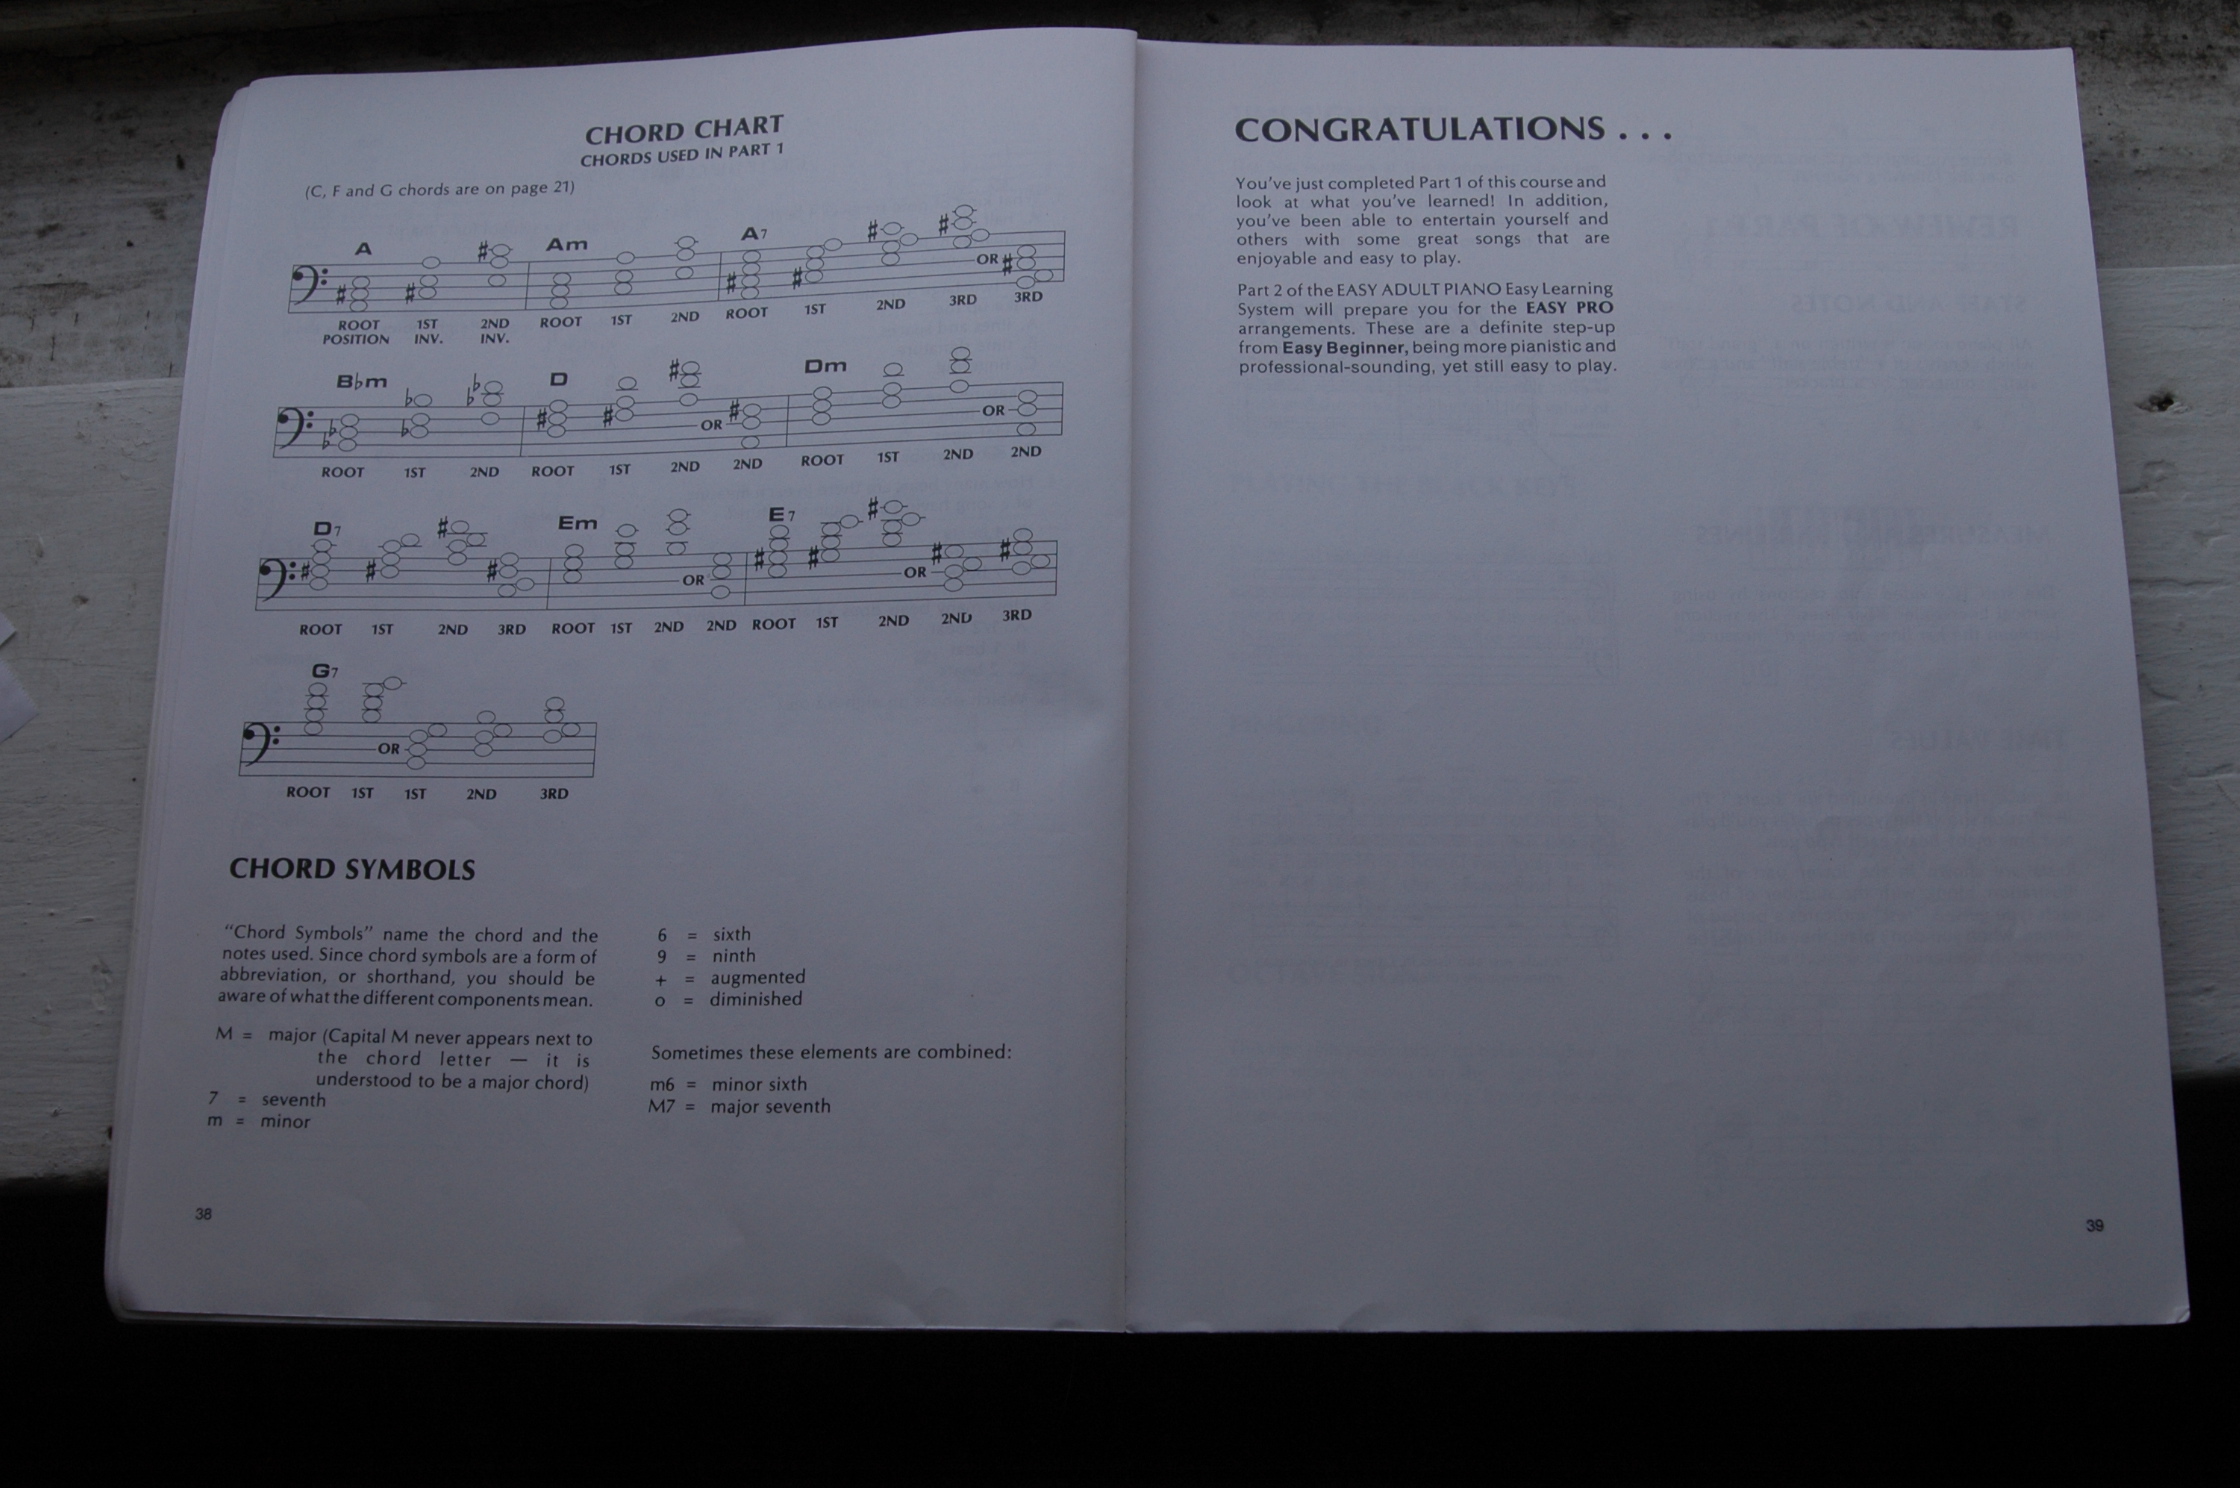 CHORD CHART
CHORDS USED IN PART 1
(C, F and G chords are on page 21)
A Am A7
OR
ROOT POSITION 1ST INV. 2ND INV. ROOT 1ST 2ND ROOT 1ST 2ND 3RD 3RD
B♭m D Dm
OR OR
ROOT 1ST 2ND ROOT 1ST 2ND 2ND ROOT 1ST 2ND 2ND
D7 Em E7
OR OR
ROOT 1ST 2ND 3RD ROOT 1ST 2ND 2ND ROOT 1ST 2ND 2ND 3RD
G7
OR
ROOT 1ST 1ST 2ND 3RD
CHORD SYMBOLS
“Chord Symbols” name the chord and the
notes used. Since chord symbols are a form of
abbreviation, or shorthand, you should be
aware of what the different components mean.
M = major (Capital M never appears next to
the chord letter — it is
understood to be a major chord)
7 = seventh
m = minor
6 = sixth
9 = ninth
+ = augmented
o = diminished
Sometimes these elements are combined:
m6 = minor sixth
M7 = major seventh
38
CONGRATULATIONS . . .
You’ve just completed Part 1 of this course and
look at what you’ve learned! In addition,
you’ve been able to entertain yourself and
others with some great songs that are
enjoyable and easy to play.
Part 2 of the EASY ADULT PIANO Easy Learning
System will prepare you for the EASY PRO
arrangements. These are a definite step-up
from Easy Beginner, being more pianistic and
professional-sounding, yet still easy to play.
39